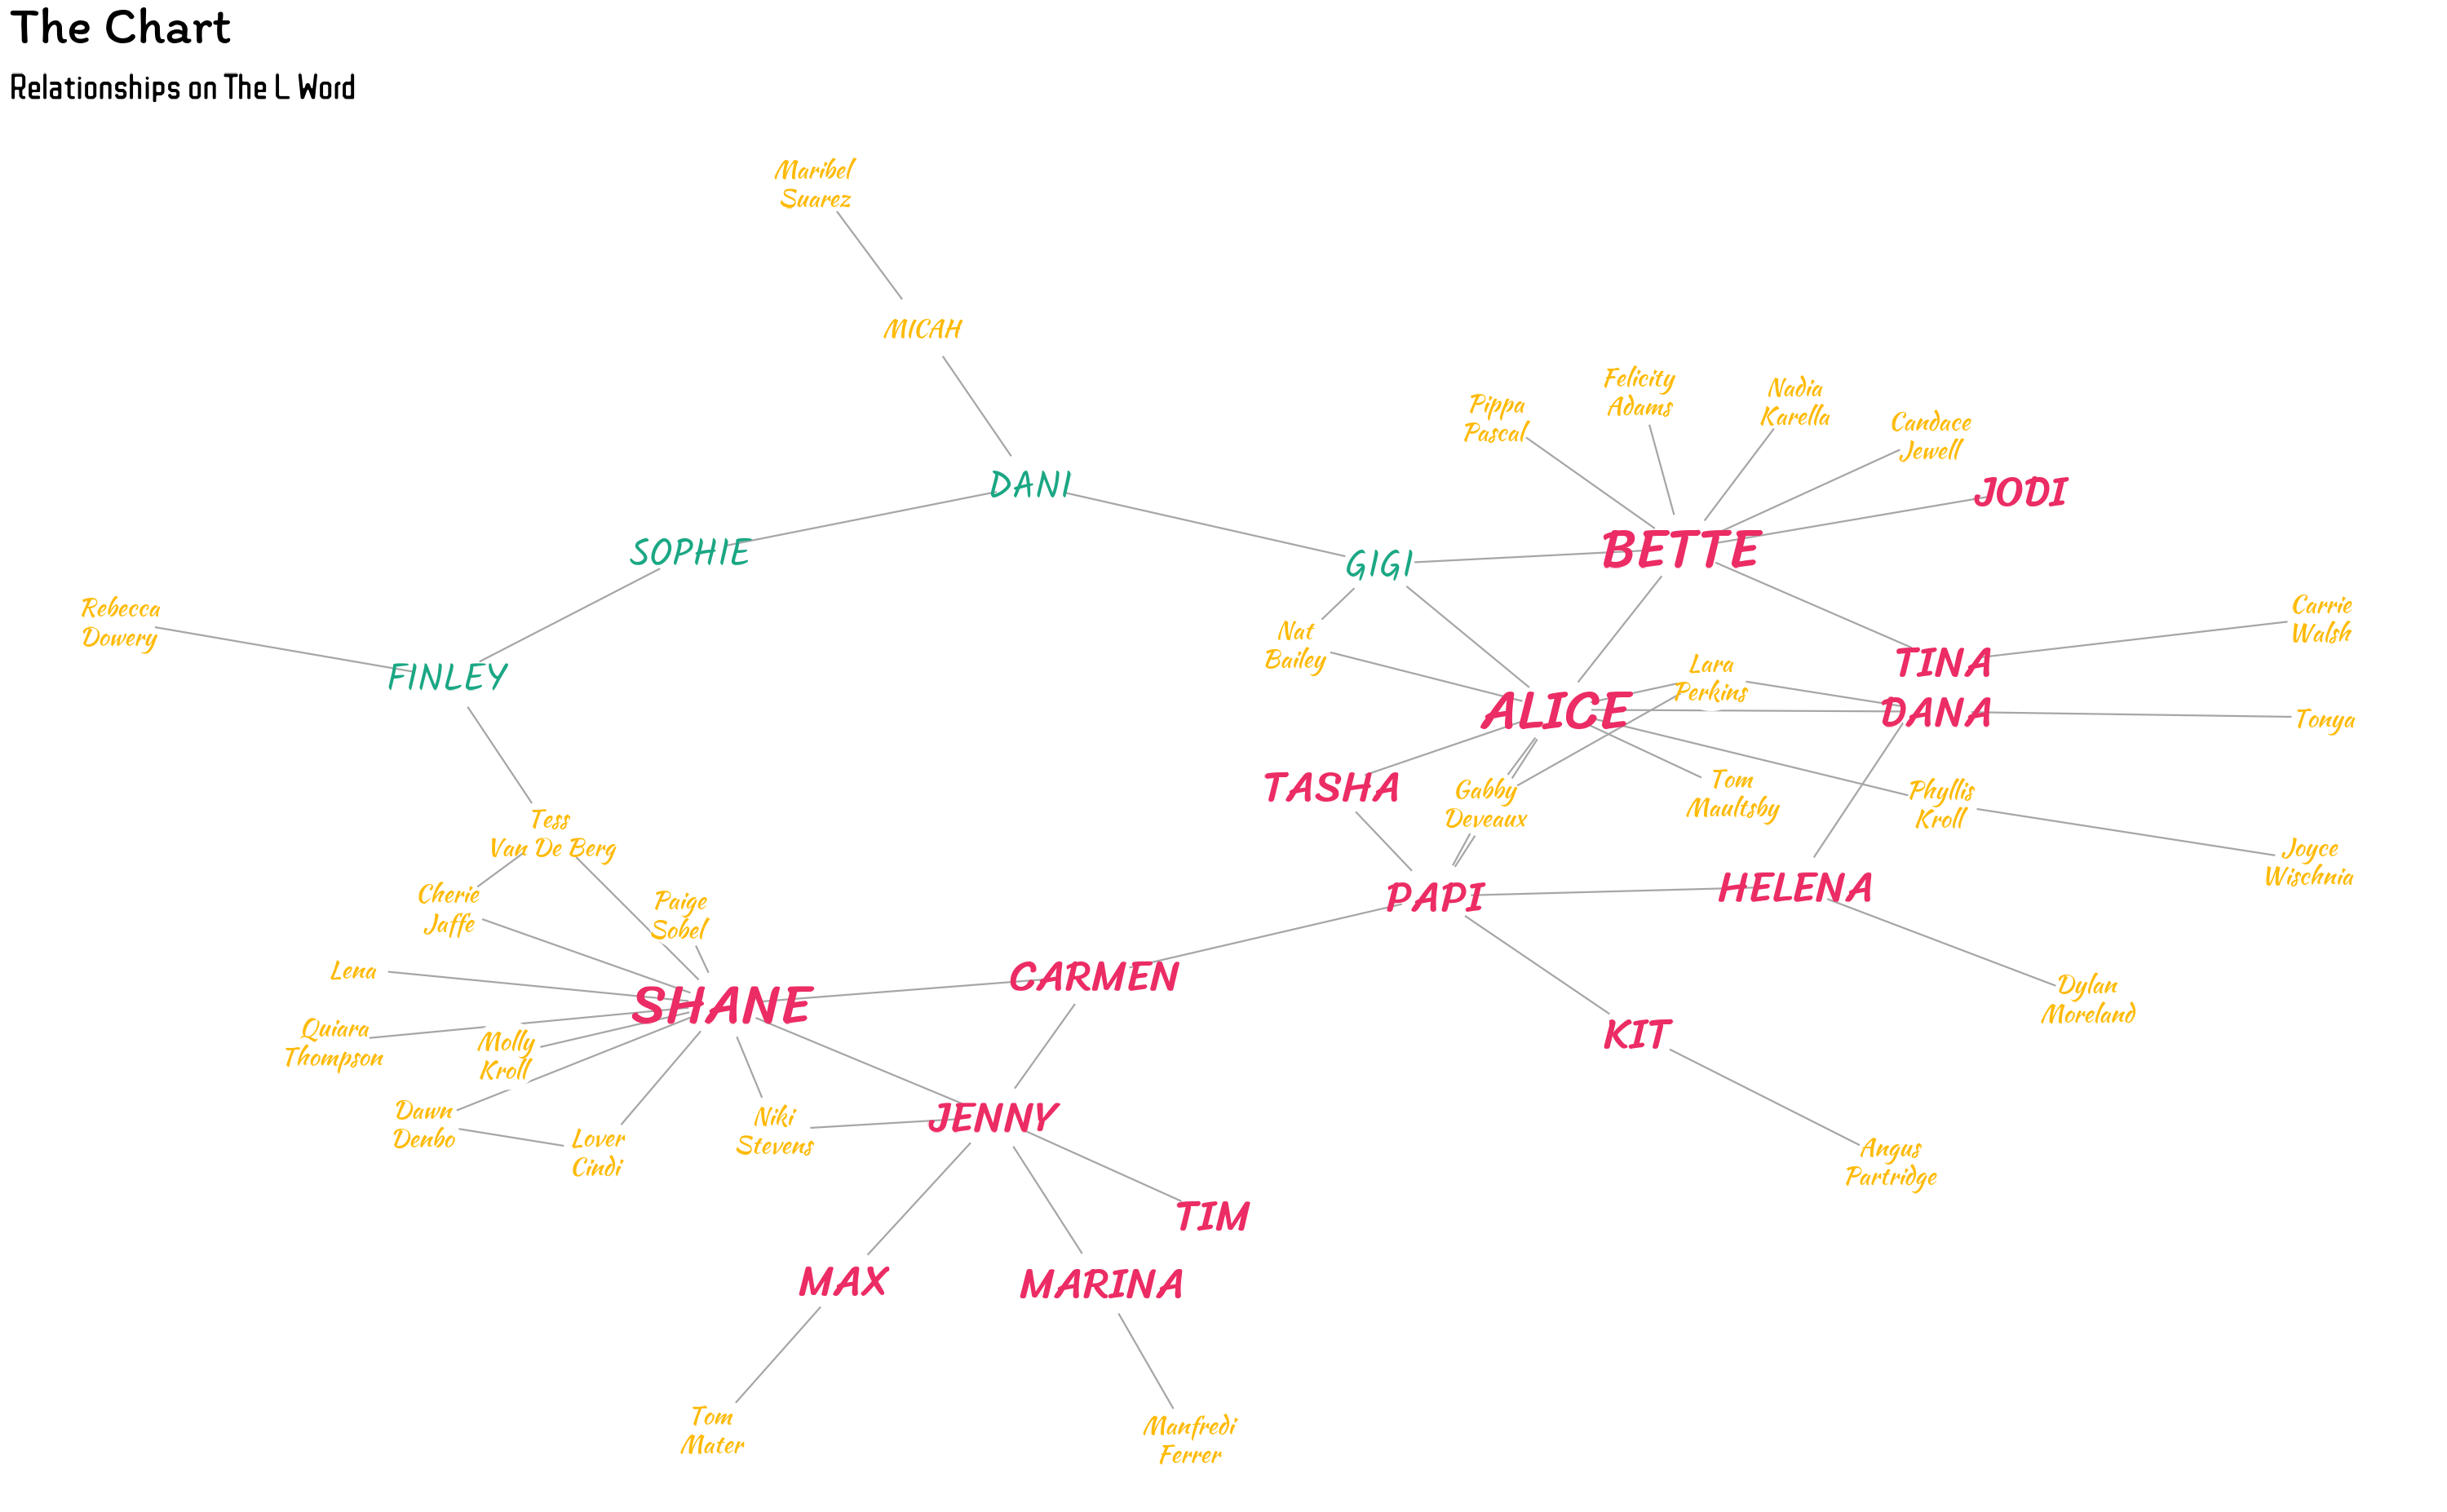 The Chart
Relationships on The L Word
Maribel
Suarez
MICAH
Felicity
Adams
Nadia
Karella
Pippa
Pascal
Candace
Jewell
DANI
JODI
SOPHIE
GIGI
BETTE
Rebecca
Dowery
Nat
Bailey
Carrie
Walsh
FINLEY
Lara
Perkins
TINA
ALICE
DANA
Tonya
TASHA
Gabby
Deveaux
Tom
Maultsby
Phyllis
Kroll
Tess
Van De Berg
Joyce
Wischnia
Cherie
Jaffe
Paige
Sobel
PAPI
HELENA
Lena
CARMEN
Dylan
Moreland
SHANE
Quiara
Thompson
Molly
Kroll
KIT
Dawn
Denbo
Lover
Cindi
Niki
Stevens
JENNY
Angus
Partridge
TIM
MAX
MARINA
Tom
Mater
Manfredi
Ferrer